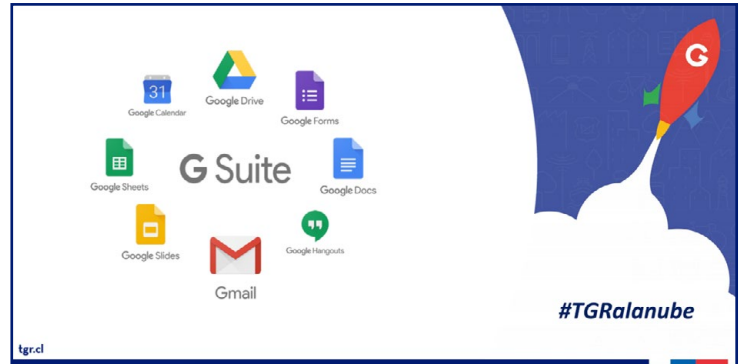 31
Google Calendar
Google Drive
Google Forms
Google Sheets
G Suite
Google Docs
Google Slides
Gmail
Google Hangouts
G
#TGRalanube
tgr.cl